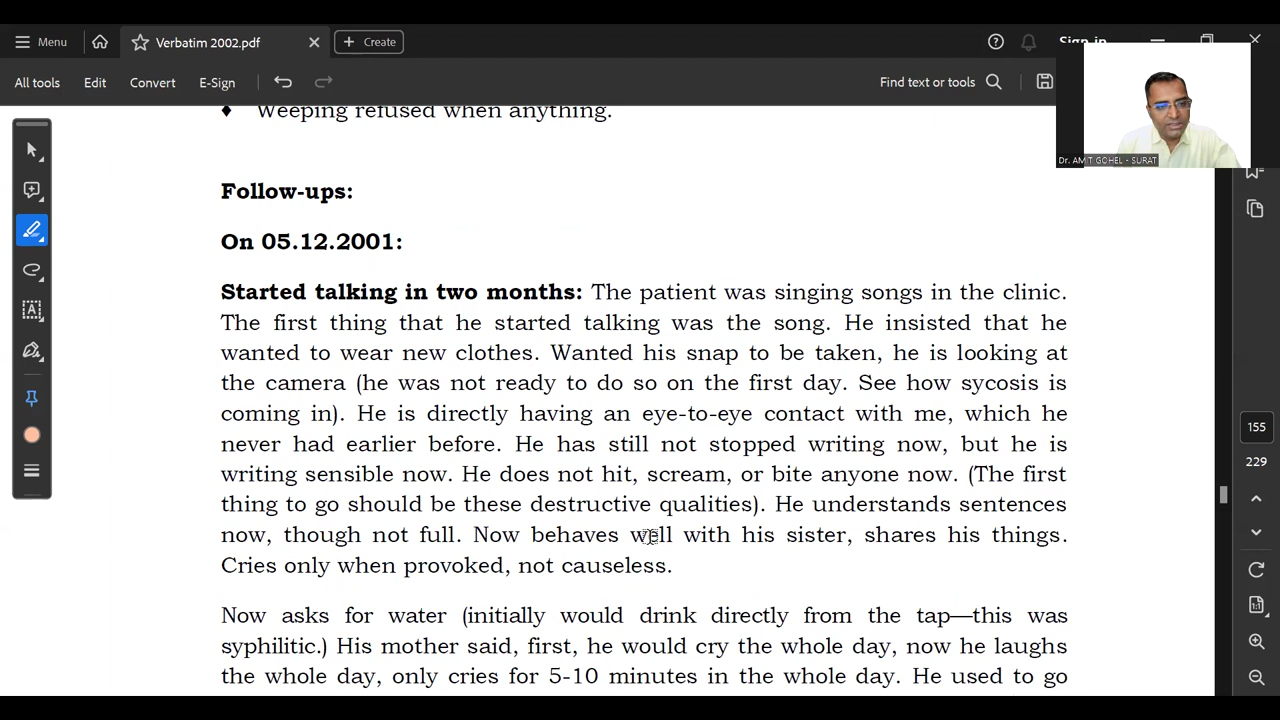 Menu
Verbatim 2002.pdf
Create
Sign in
All tools
Edit
Convert
E-Sign
Find text or tools
Dr. AMIT GOHEL - SURAT
♦ Weeping refused when anything.
Follow-ups:
On 05.12.2001:
Started talking in two months: The patient was singing songs in the clinic.
The first thing that he started talking was the song. He insisted that he
wanted to wear new clothes. Wanted his snap to be taken, he is looking at
the camera (he was not ready to do so on the first day. See how sycosis is
coming in). He is directly having an eye-to-eye contact with me, which he
never had earlier before. He has still not stopped writing now, but he is
writing sensible now. He does not hit, scream, or bite anyone now. (The first
thing to go should be these destructive qualities). He understands sentences
now, though not full. Now behaves well with his sister, shares his things.
Cries only when provoked, not causeless.
Now asks for water (initially would drink directly from the tap—this was
syphilitic.) His mother said, first, he would cry the whole day, now he laughs
the whole day, only cries for 5-10 minutes in the whole day. He used to go
155
229
1:1